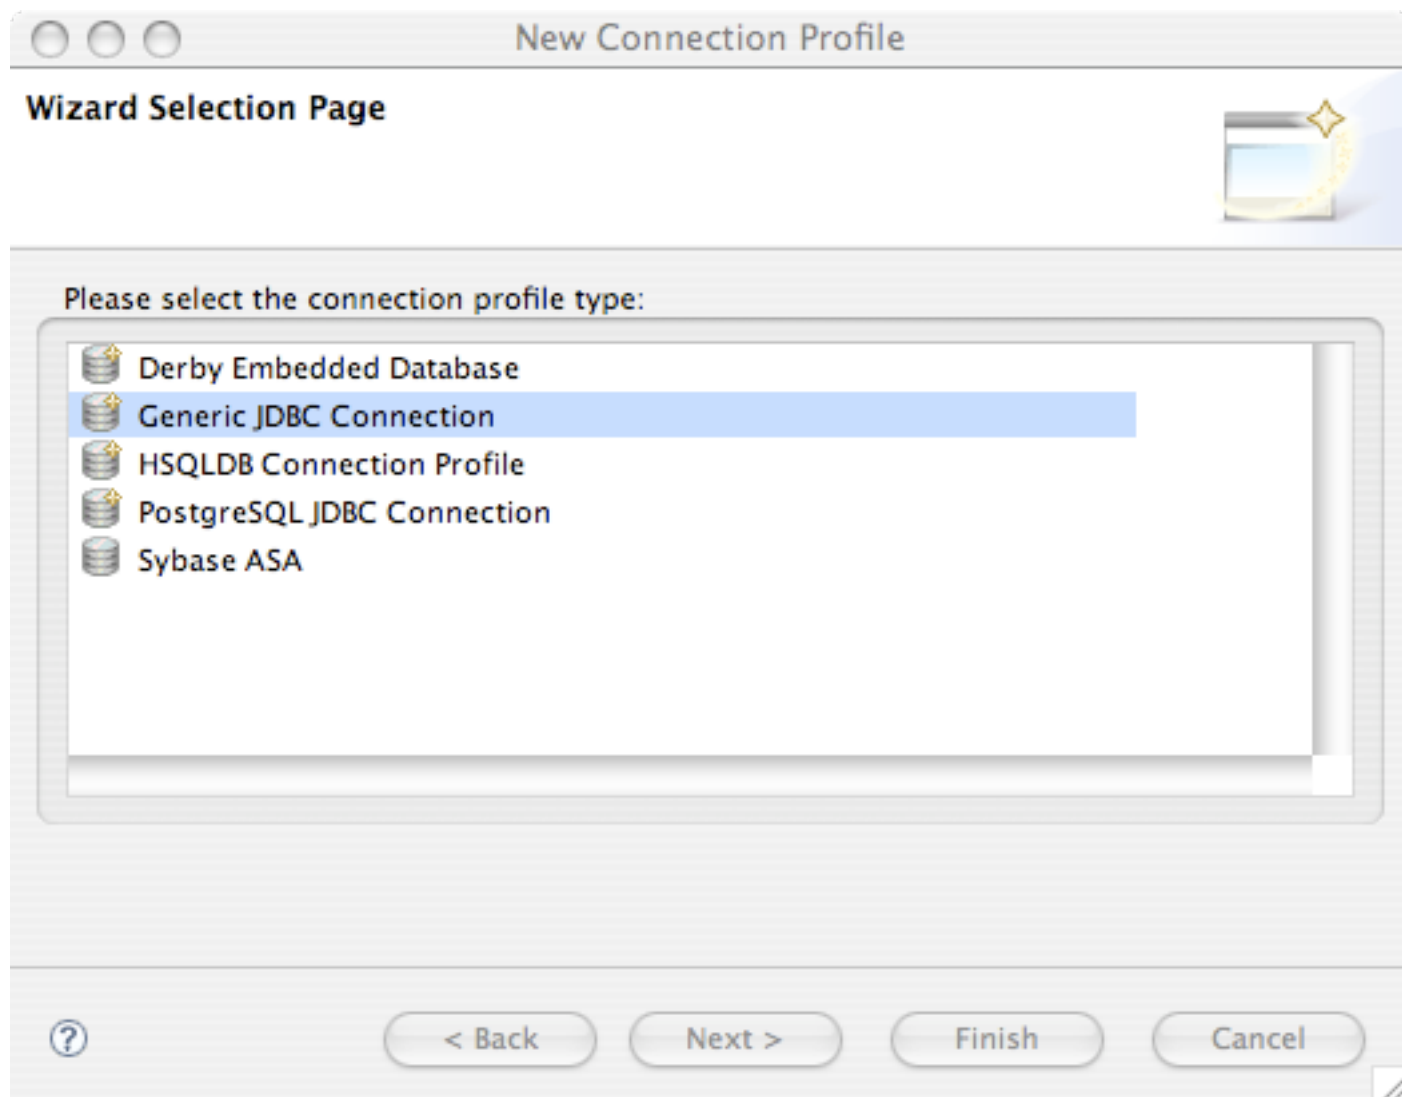 New Connection Profile
Wizard Selection Page
Please select the connection profile type:
Derby Embedded Database
Generic JDBC Connection
HSQLDB Connection Profile
PostgreSQL JDBC Connection
Sybase ASA
?
< Back
Next >
Finish
Cancel